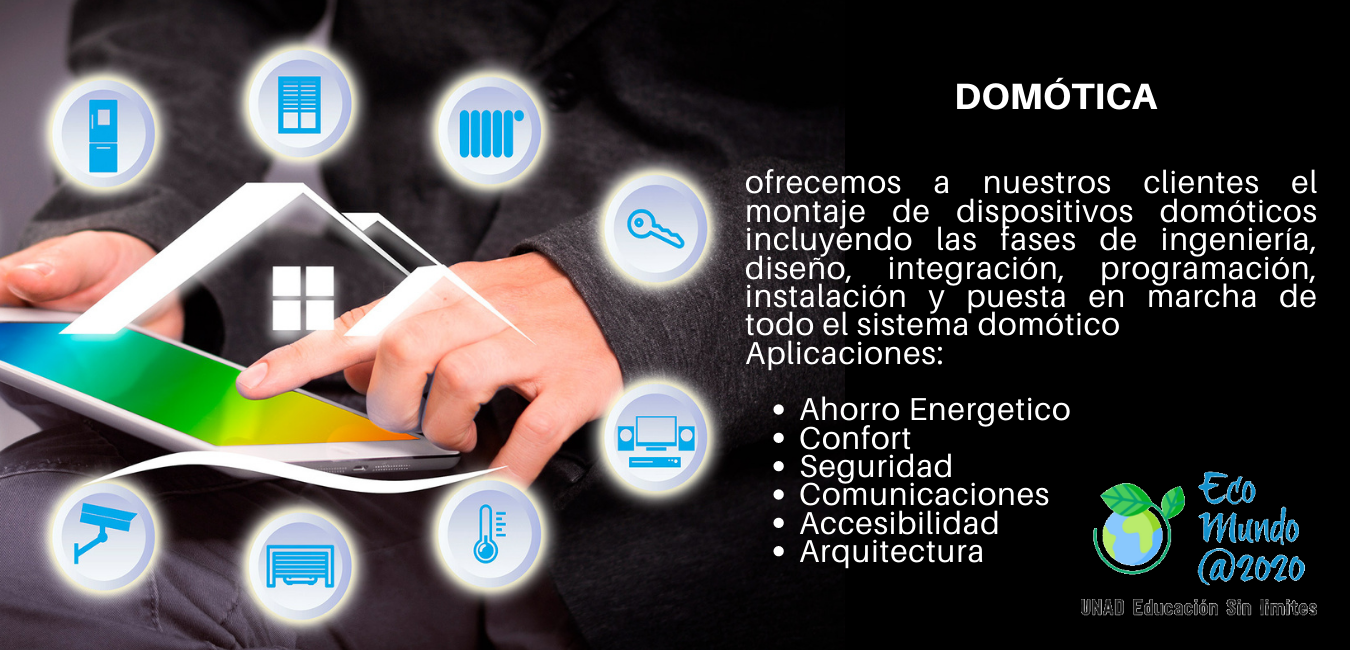 DOMÓTICA
ofrecemos a nuestros clientes el
montaje de dispositivos domóticos
incluyendo las fases de ingeniería,
diseño, integración, programación,
instalación y puesta en marcha de
todo el sistema domótico
Aplicaciones:
• Ahorro Energetico
• Confort
• Seguridad
• Comunicaciones
• Accesibilidad
• Arquitectura
Eco
Mundo
@2020
UNAD Educación Sin limites